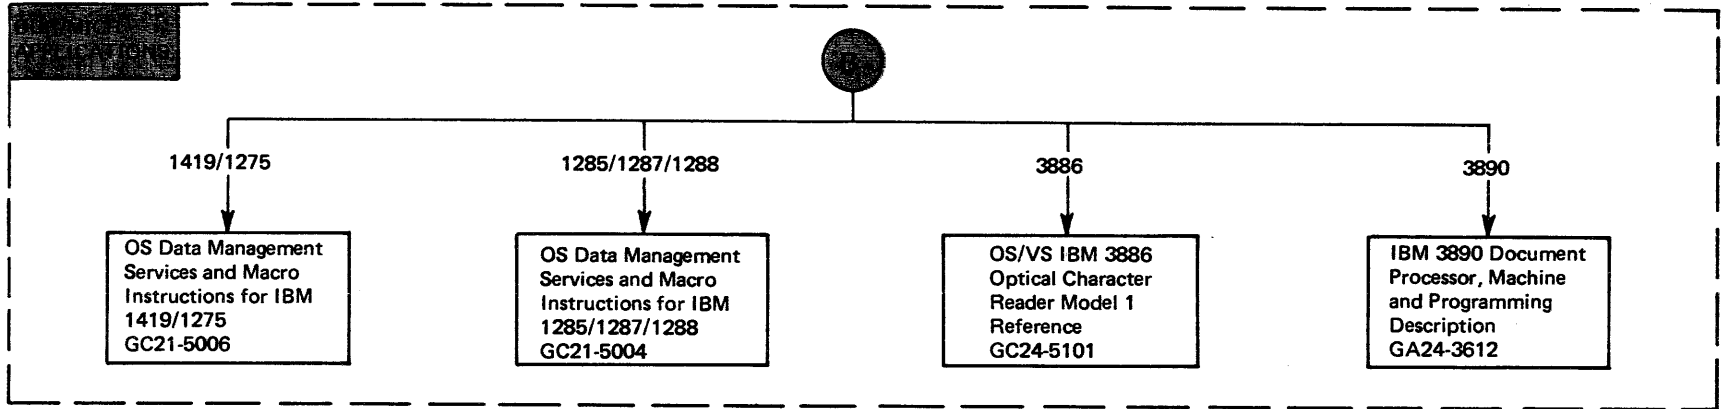 APPLICATIONS
1419/1275
1285/1287/1288
3886
3890
OS Data Management
Services and Macro
Instructions for IBM
1419/1275
GC21-5006
OS Data Management
Services and Macro
Instructions for IBM
1285/1287/1288
GC21-5004
OS/VS IBM 3886
Optical Character
Reader Model 1
Reference
GC24-5101
IBM 3890 Document
Processor, Machine
and Programming
Description
GA24-3612